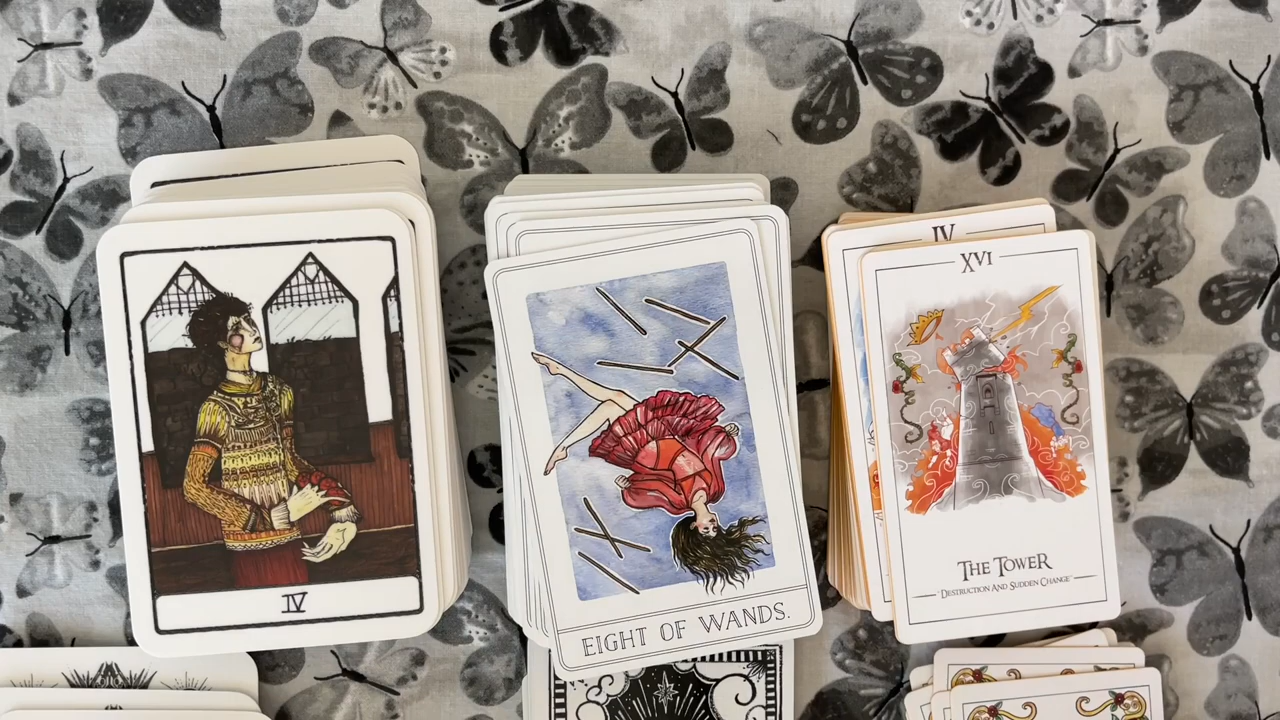 IV
EIGHT OF WANDS.
IV
XVI
THE TOWER
"DESTRUCTION AND SUDDEN CHANGE"